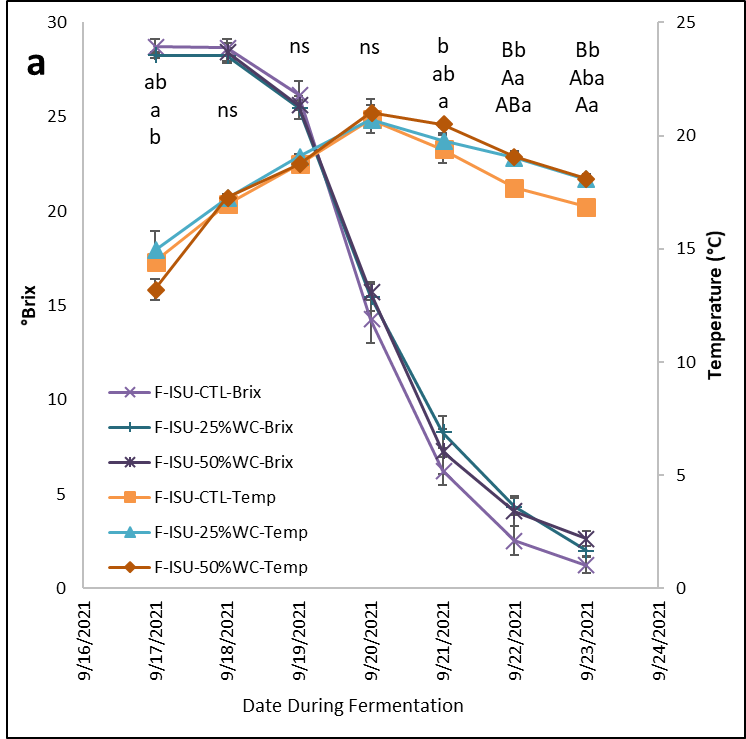 a
30
25
20
15
10
5
0
°Brix
25
20
15
10
5
0
Temperature (°C)
ab
a
b
ns
ns
ns
b
ab
a
Bb
Aa
ABa
Bb
Aba
Aa
F-ISU-CTL-Brix
F-ISU-25%WC-Brix
F-ISU-50%WC-Brix
F-ISU-CTL-Temp
F-ISU-25%WC-Temp
F-ISU-50%WC-Temp
9/16/2021
9/17/2021
9/18/2021
9/19/2021
9/20/2021
9/21/2021
9/22/2021
9/23/2021
9/24/2021
Date During Fermentation